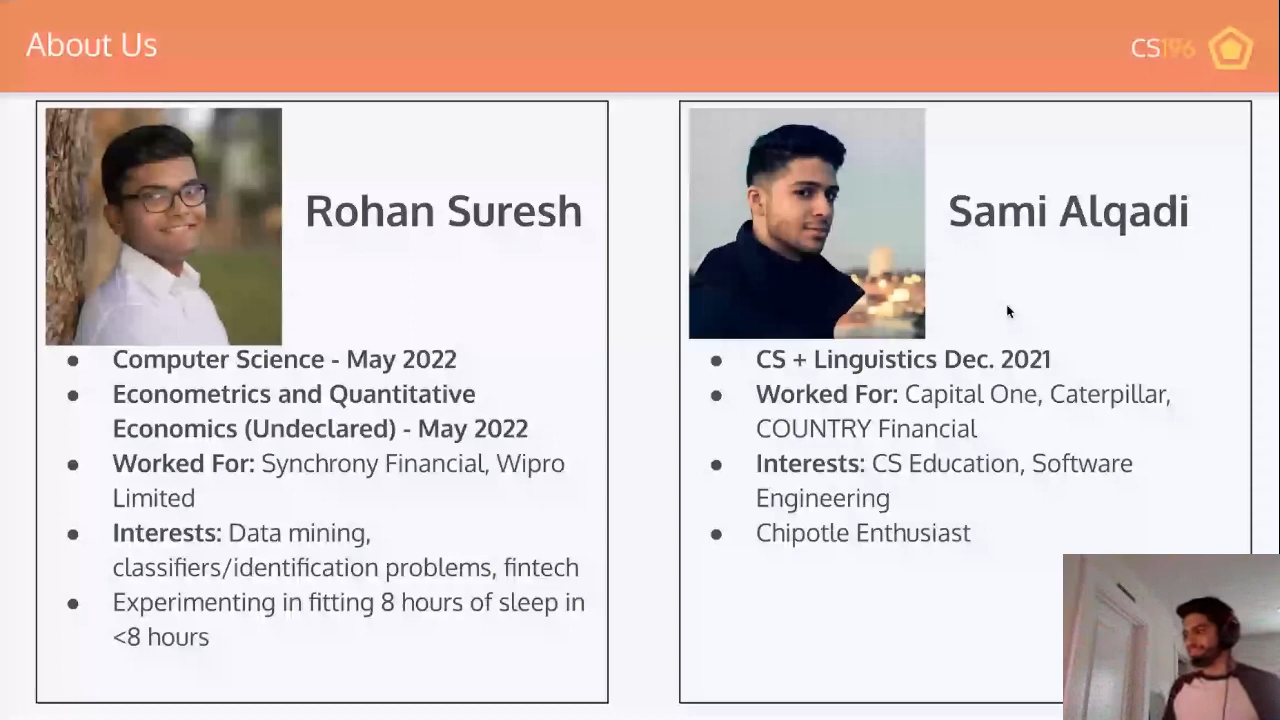 About Us
CS196
Rohan Suresh
● Computer Science - May 2022
● Econometrics and Quantitative
Economics (Undeclared) - May 2022
● Worked For: Synchrony Financial, Wipro
Limited
● Interests: Data mining,
classifiers/identification problems, fintech
● Experimenting in fitting 8 hours of sleep in
<8 hours
Sami Alqadi
● CS + Linguistics Dec. 2021
● Worked For: Capital One, Caterpillar,
COUNTRY Financial
● Interests: CS Education, Software
Engineering
● Chipotle Enthusiast